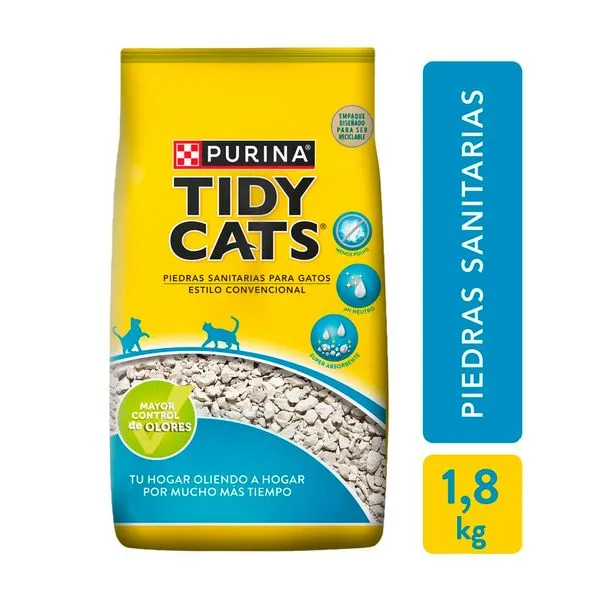 EMPAQUE
DISEÑADO
PARA SER
RECICLABLE
PURINA®
TIDY
CATS®
PIEDRAS SANITARIAS PARA GATOS
ESTILO CONVENCIONAL
MENOS POLVO
pH NEUTRO
SUPER ABSORBENTE
MAYOR
CONTROL
de OLORES
TU HOGAR OLIENDO A HOGAR
POR MUCHO MÁS TIEMPO
PIEDRAS SANITARIAS
1,8
kg